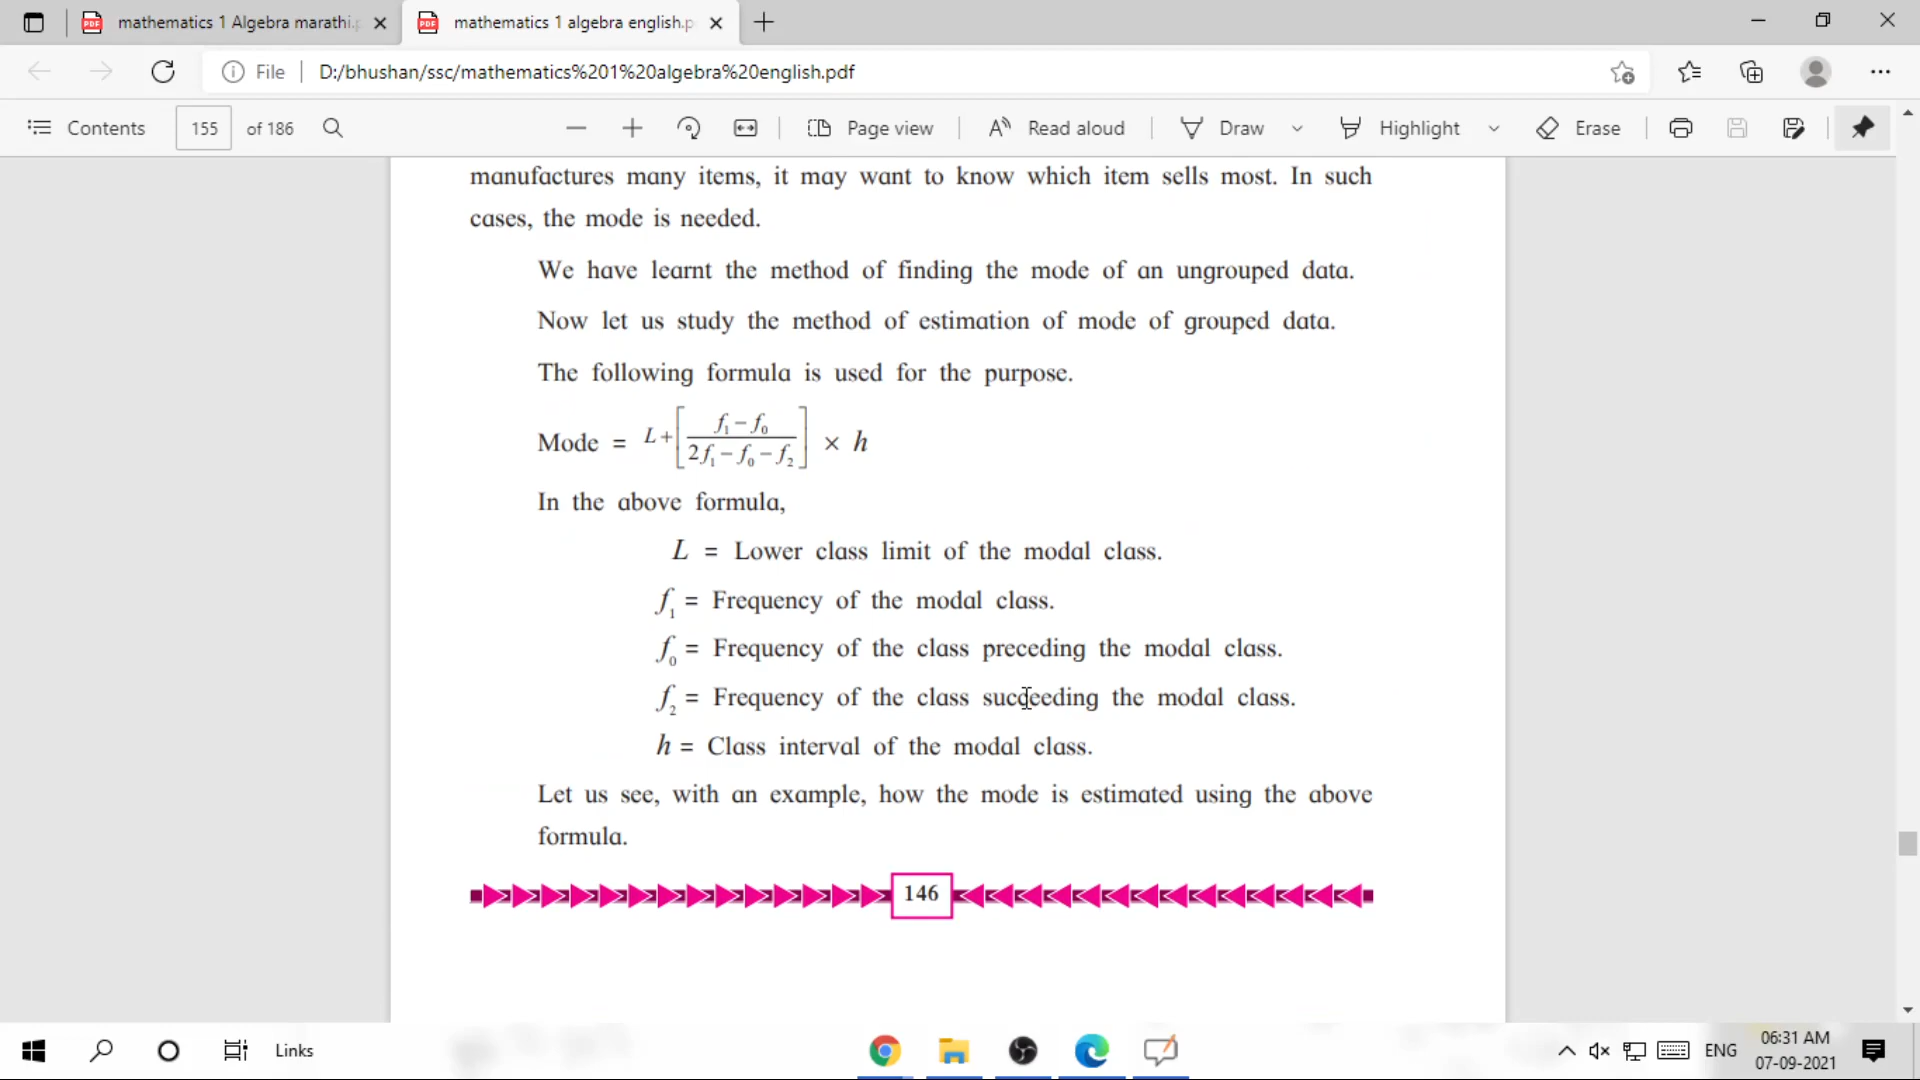 mathematics 1 Algebra marathi.p
mathematics 1 algebra english.p
File D:/bhushan/ssc/mathematics%201%20algebra%20english.pdf
Contents 155 of 186 Page view Read aloud Draw Highlight Erase
manufactures many items, it may want to know which item sells most. In such
cases, the mode is needed.
We have learnt the method of finding the mode of an ungrouped data.
Now let us study the method of estimation of mode of grouped data.
The following formula is used for the purpose.
Mode = L+[(f₁−f₀)/(2f₁−f₀−f₂)] × h
In the above formula,
L = Lower class limit of the modal class.
f₁ = Frequency of the modal class.
f₀ = Frequency of the class preceding the modal class.
f₂ = Frequency of the class succeeding the modal class.
h = Class interval of the modal class.
Let us see, with an example, how the mode is estimated using the above
formula.
146
Links ENG 06:31 AM
07-09-2021